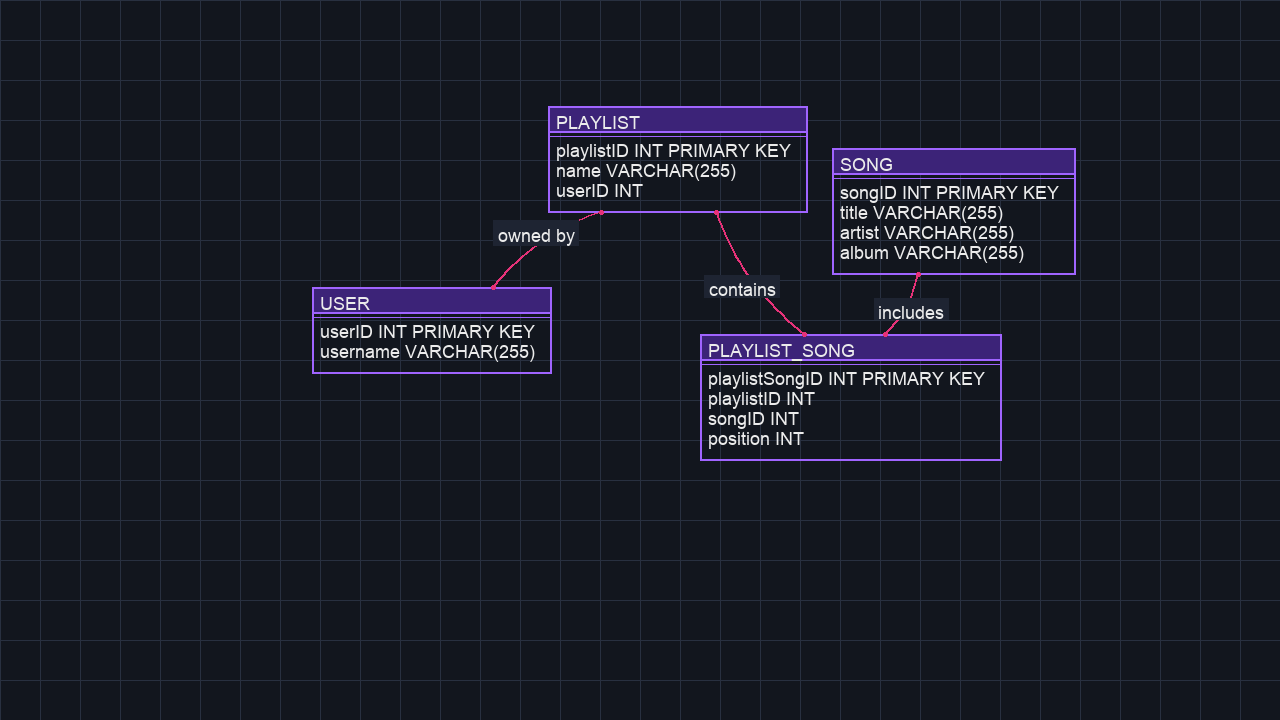 PLAYLIST
playlistID INT PRIMARY KEY
name VARCHAR(255)
userID INT
SONG
songID INT PRIMARY KEY
title VARCHAR(255)
artist VARCHAR(255)
album VARCHAR(255)
owned by
contains
includes
USER
userID INT PRIMARY KEY
username VARCHAR(255)
PLAYLIST_SONG
playlistSongID INT PRIMARY KEY
playlistID INT
songID INT
position INT